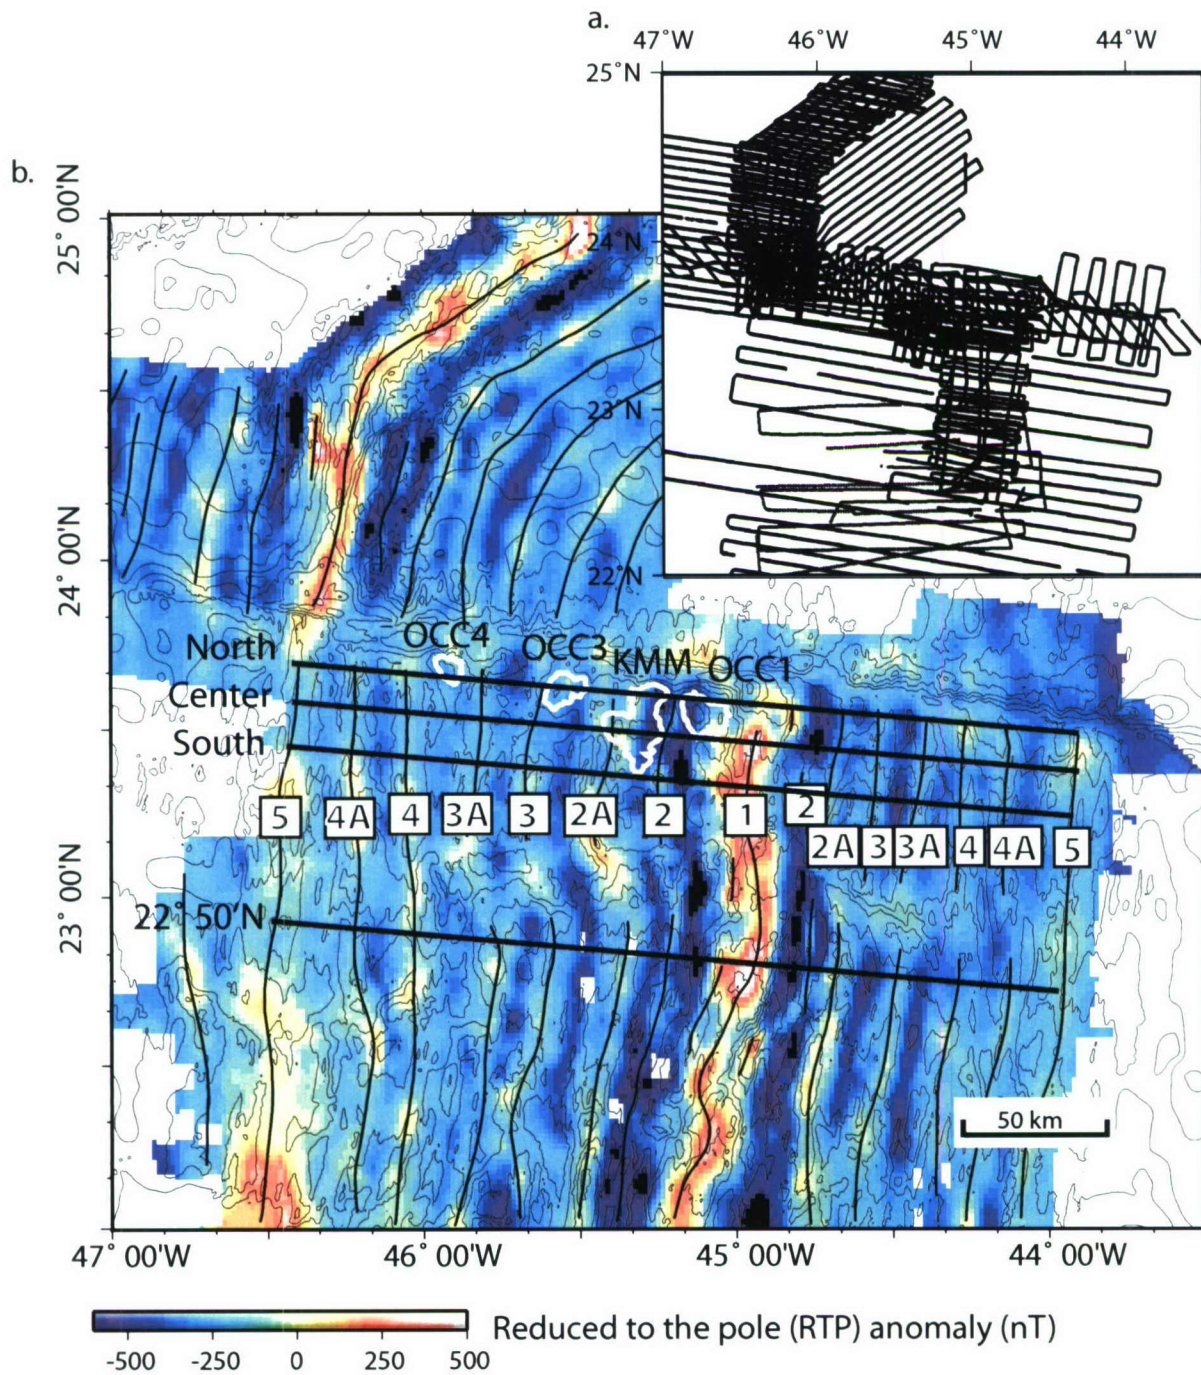 a.
47°W 46°W 45°W 44°W
25°N
24°N
23°N
22°N
b.
25° 00'N
24° 00'N
23° 00'N
North
Center
South
OCC4
OCC3
KMM
OCC1
5 4A 4 3A 3 2A 2 1 2
2A 3 3A 4 4A 5
22° 50'N
50 km
47° 00'W 46° 00'W 45° 00'W 44° 00'W
Reduced to the pole (RTP) anomaly (nT)
-500 -250 0 250 500